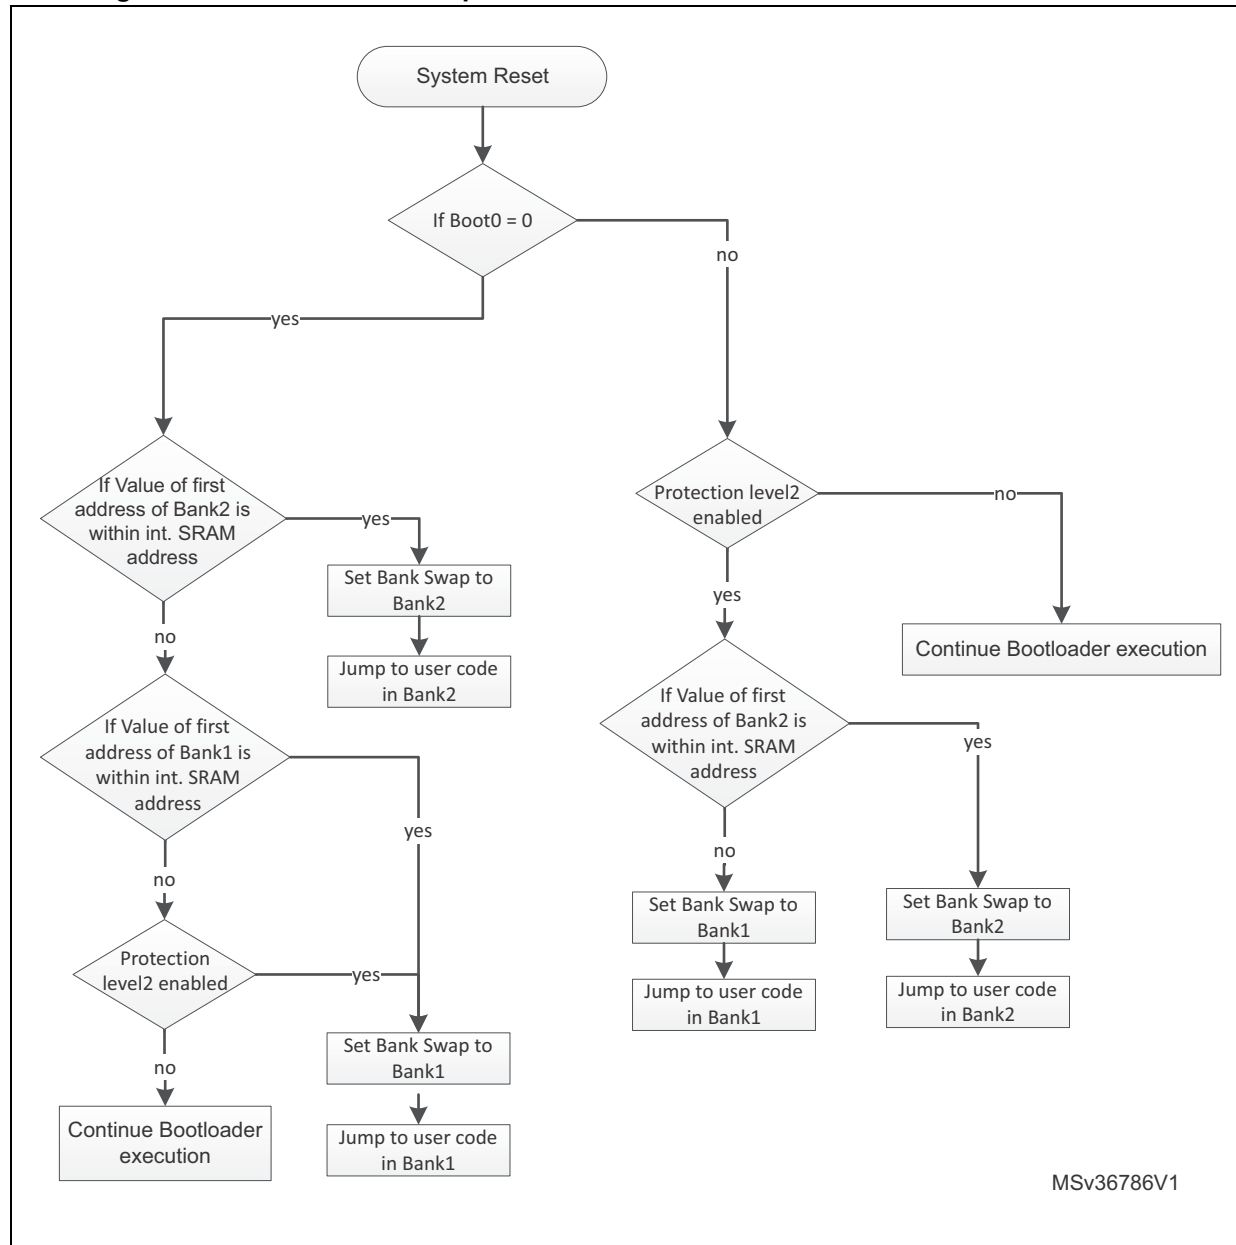 System Reset
If Boot0 = 0
no
yes
If Value of first
address of Bank2 is
within int. SRAM
address
yes
Set Bank Swap to
Bank2
Jump to user code
in Bank2
no
If Value of first
address of Bank1 is
within int. SRAM
address
yes
no
Protection
level2 enabled
yes
Set Bank Swap to
Bank1
Jump to user code
in Bank1
no
Continue Bootloader
execution
Protection level2
enabled
no
Continue Bootloader execution
yes
If Value of first
address of Bank2 is
within int. SRAM
address
yes
no
Set Bank Swap to
Bank1
Jump to user code
in Bank1
Set Bank Swap to
Bank2
Jump to user code
in Bank2
MSv36786V1